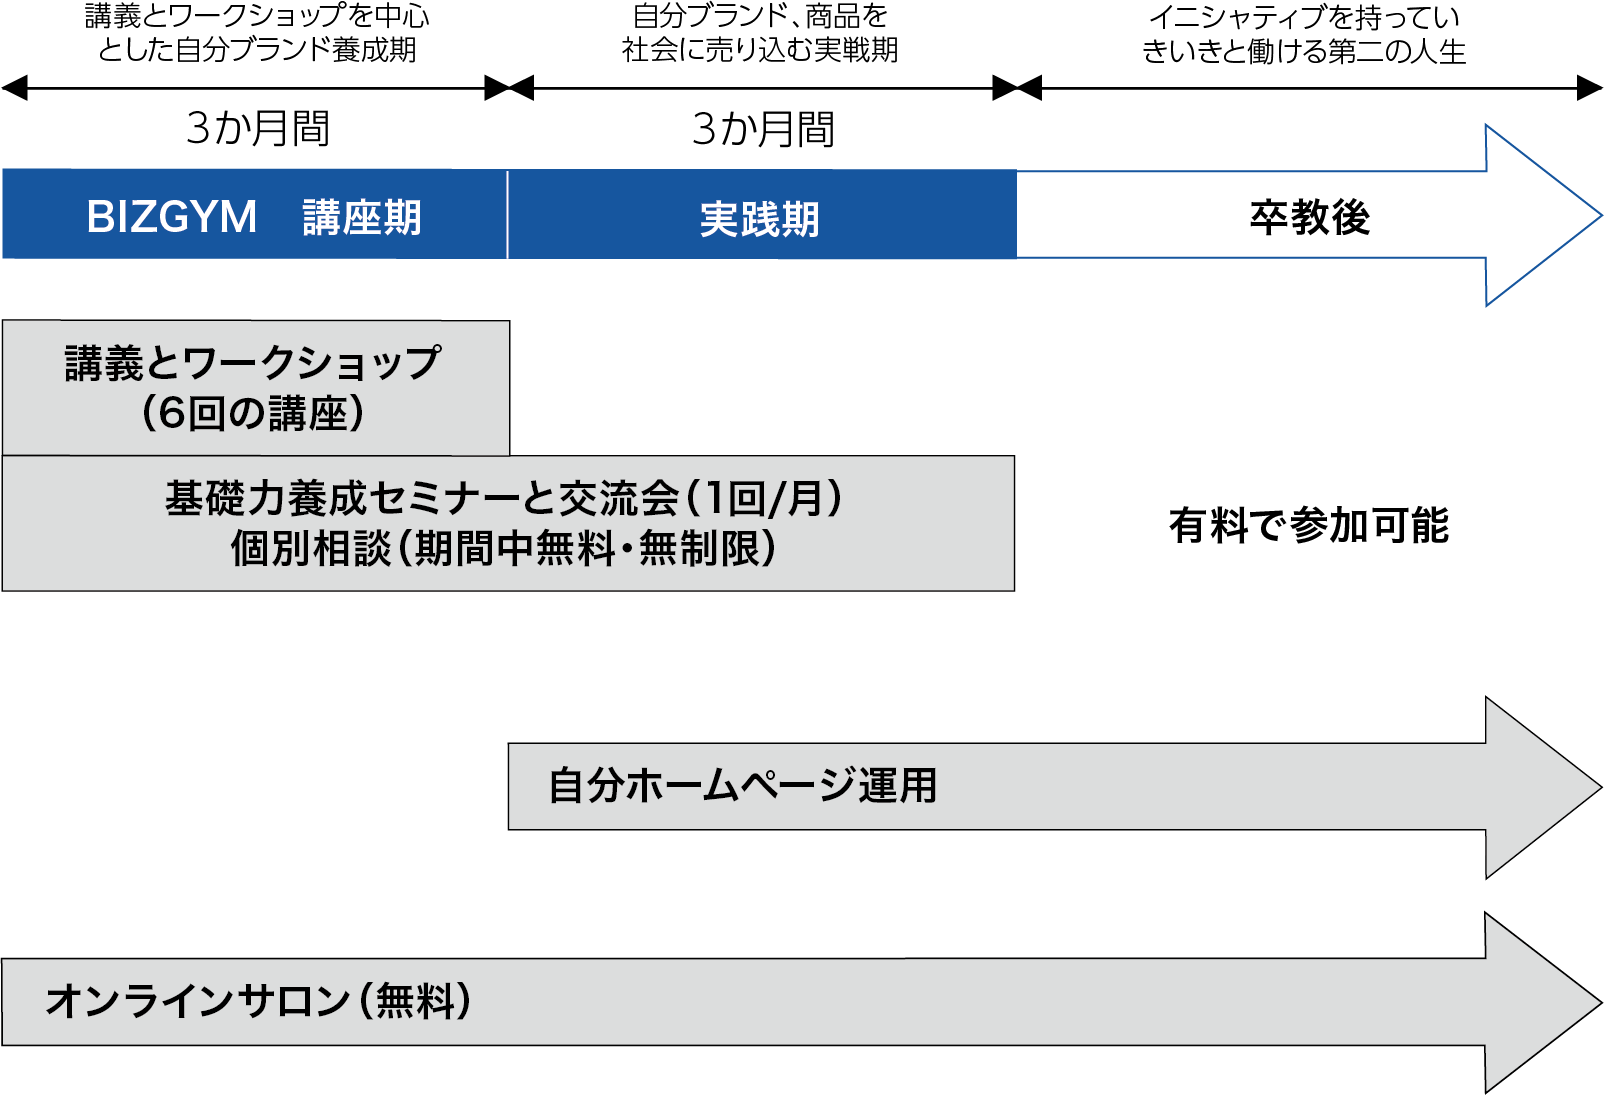 講義とワークショップを中心
とした自分ブランド養成期
自分ブランド、商品を
社会に売り込む実戦期
イニシャティブを持ってい
きいきと働ける第二の人生
3か月間
3か月間
BIZGYM 講座期
実践期
卒教後
講義とワークショップ
（6回の講座）
基礎力養成セミナーと交流会（1回/月）
個別相談（期間中無料・無制限）
有料で参加可能
自分ホームページ運用
オンラインサロン（無料）